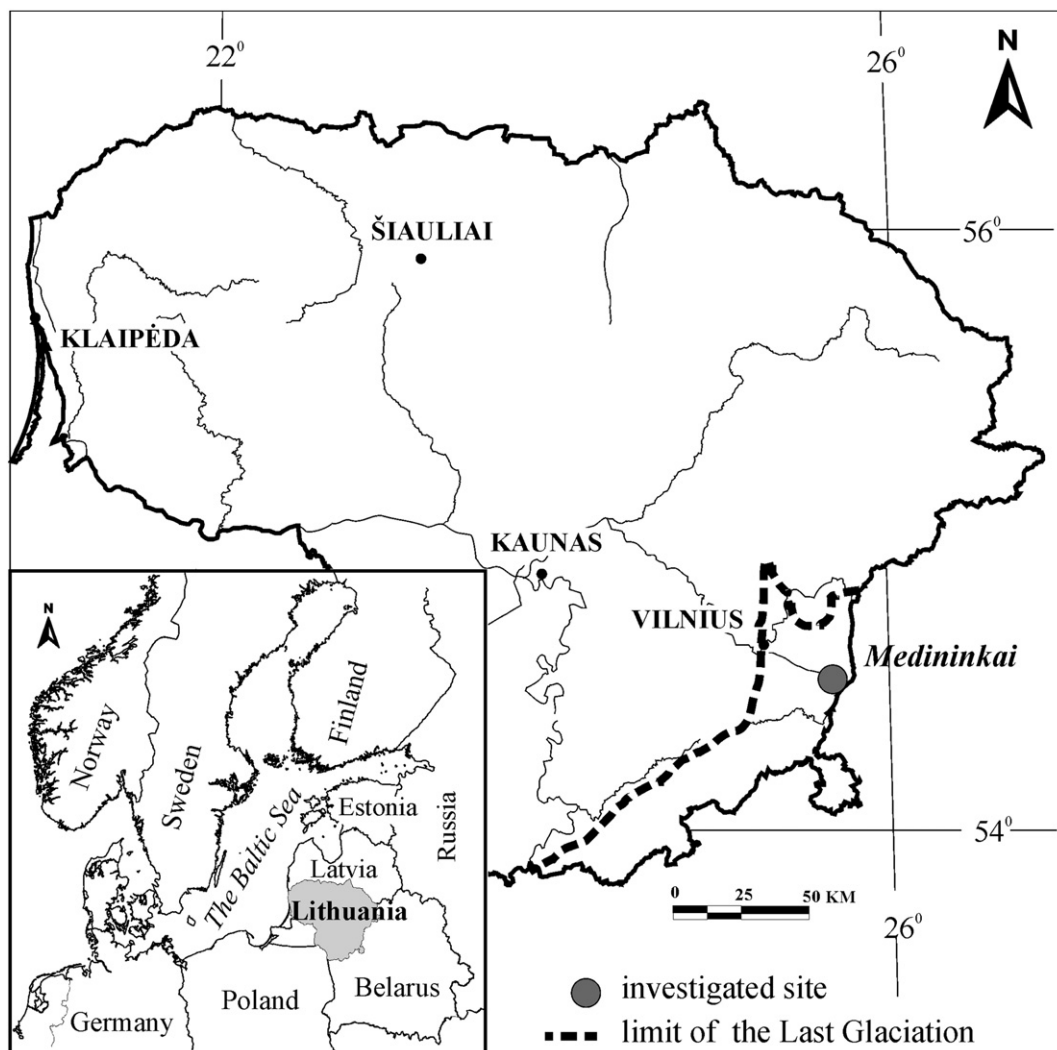 22⁰
26⁰
N
ŠIAULIAI
56⁰
KLAIPĖDA
KAUNAS
VILNIUS
Medininkai
54⁰
0 25 50 KM
26⁰
N
Norway
Sweden
Finland
The Baltic Sea
Estonia
Russia
Latvia
Lithuania
Belarus
Poland
Germany
investigated site
limit of the Last Glaciation